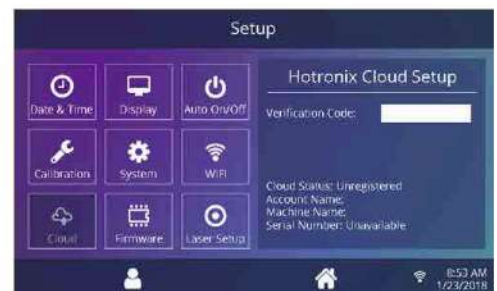 Setup
Date & Time
Display
Auto On/Off
Calibration
System
WiFi
Cloud
Firmware
Laser Setup
Hotronix Cloud Setup
Verification Code:
Cloud Status: Unregistered
Account Name:
Machine Name:
Serial Number: Unavailable
8:53 AM
1/23/2018